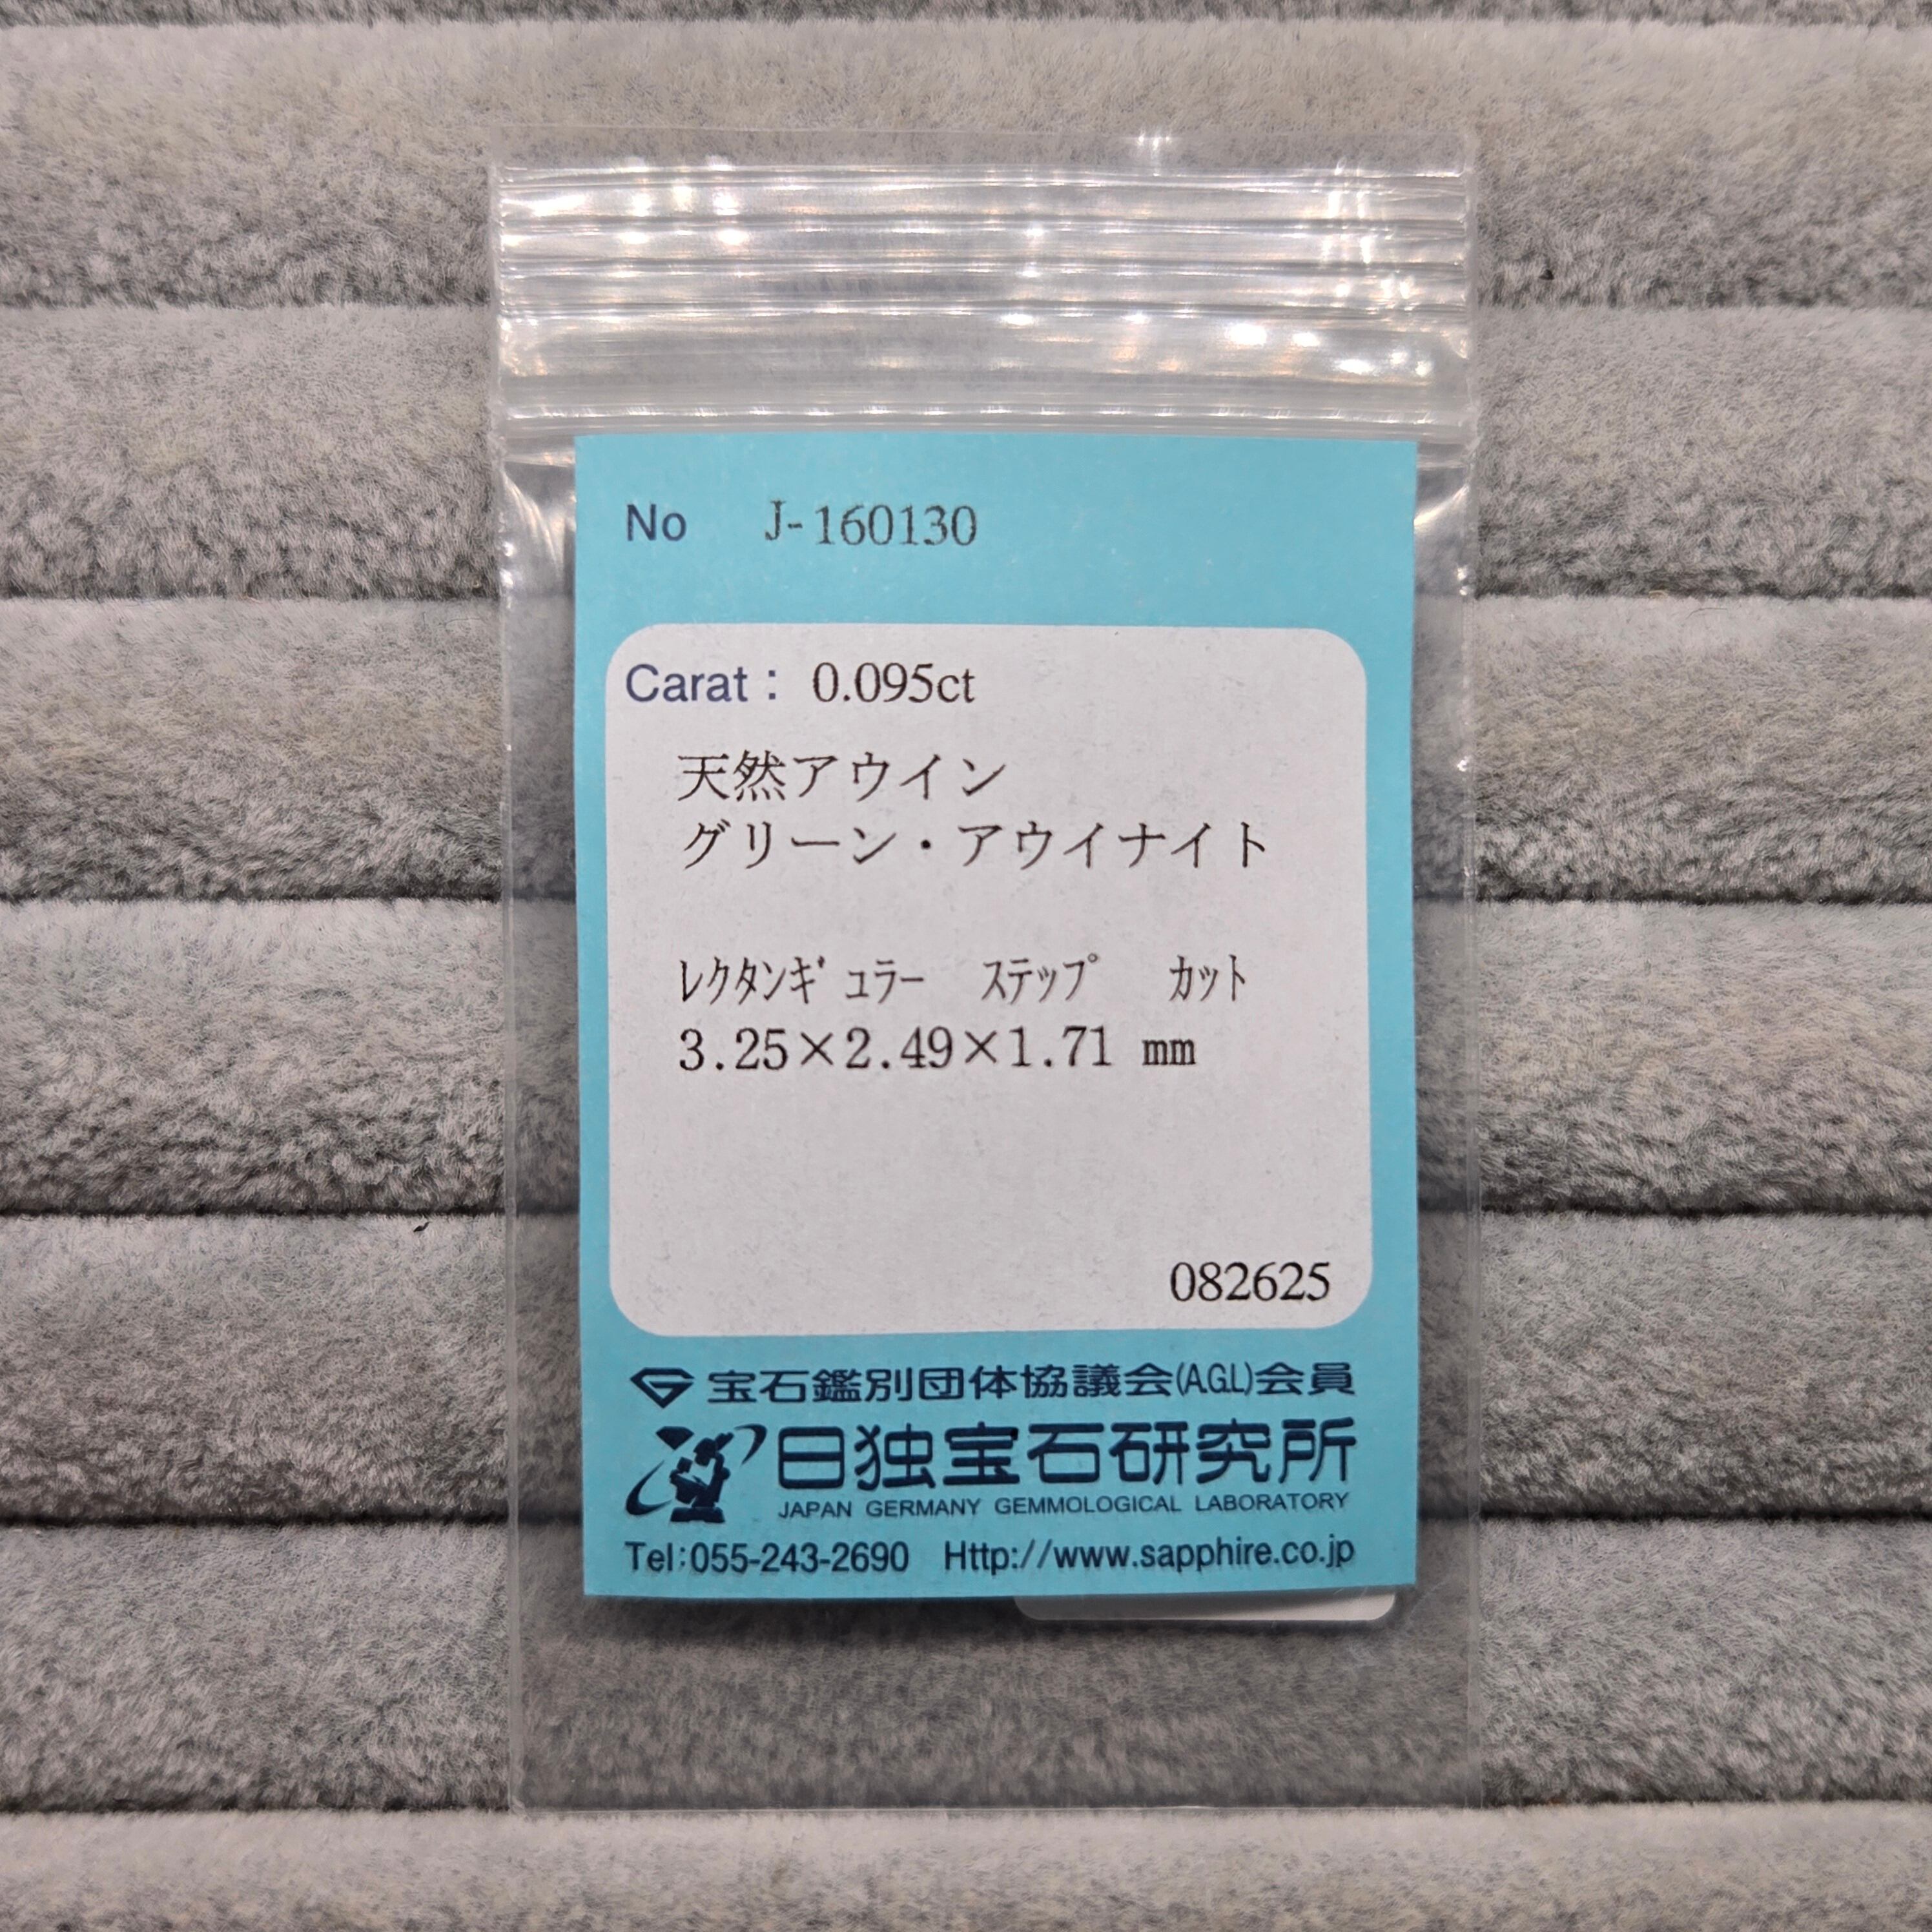 No J-160130
Carat： 0.095ct
天然アウイン
グリーン・アウイナイト
ﾚｸﾀﾝｷﾞｭﾗｰ ｽﾃｯﾌﾟ ｶｯﾄ
3.25×2.49×1.71 mm
082625
宝石鑑別団体協議会(A.G.L)会員
日独宝石研究所
JAPAN GERMANY GEMMOLOGICAL LABORATORY
Tel:055-243-2690 Http://www.sapphire.co.jp